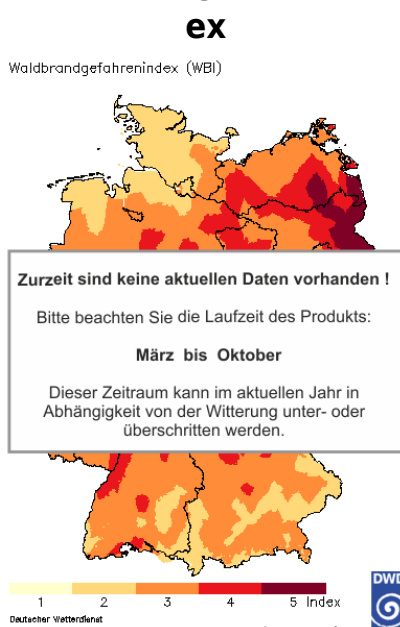 ex
Waldbrandgefahrenindex (WBI)
Zurzeit sind keine aktuellen Daten vorhanden !
Bitte beachten Sie die Laufzeit des Produkts:
März bis Oktober
Dieser Zeitraum kann im aktuellen Jahr in
Abhängigkeit von der Witterung unter- oder
überschritten werden.
1 2 3 4 5 Index
Deutscher Wetterdienst
DWD